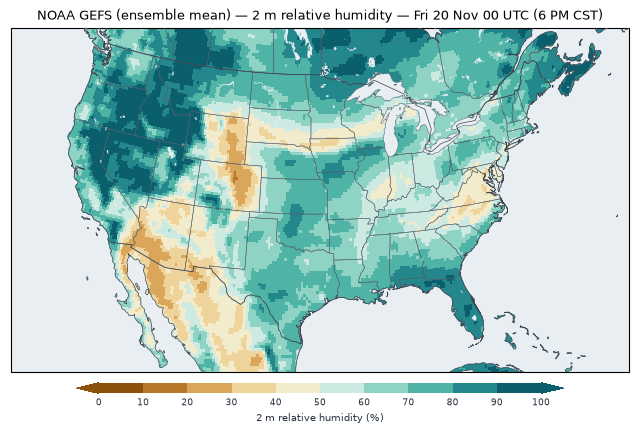 NOAA GEFS (ensemble mean) — 2 m relative humidity — Fri 20 Nov 00 UTC (6 PM CST)
0 10 20 30 40 50 60 70 80 90 100
2 m relative humidity (%)